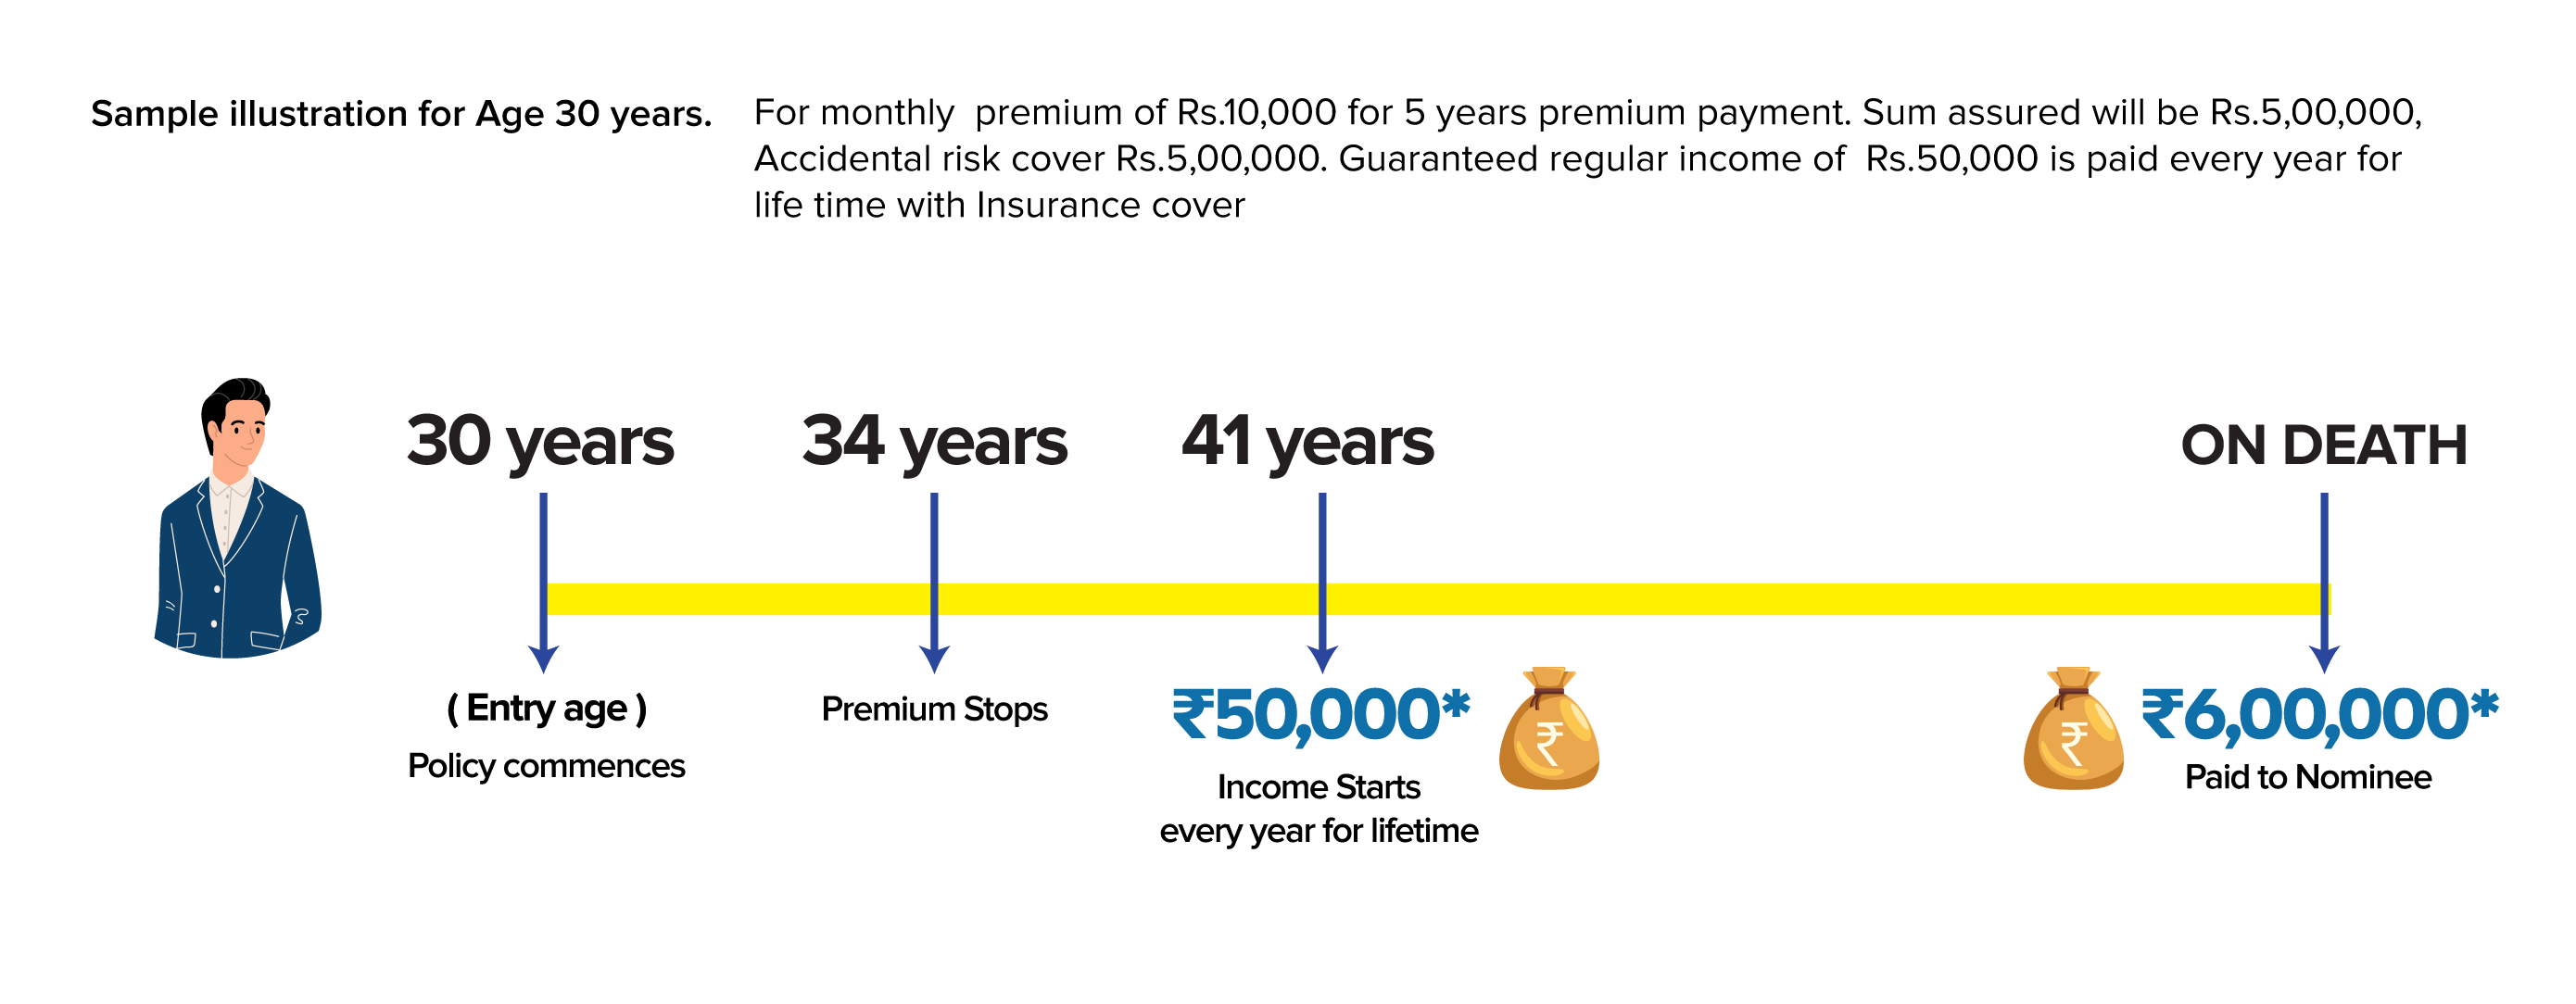 Sample illustration for Age 30 years.
For monthly  premium of Rs.10,000 for 5 years premium payment. Sum assured will be Rs.5,00,000,
Accidental risk cover Rs.5,00,000. Guaranteed regular income of  Rs.50,000 is paid every year for
life time with Insurance cover
30 years
34 years
41 years
ON DEATH
( Entry age )
Policy commences
Premium Stops
₹50,000*
Income Starts
every year for lifetime
₹
₹
₹6,00,000*
Paid to Nominee